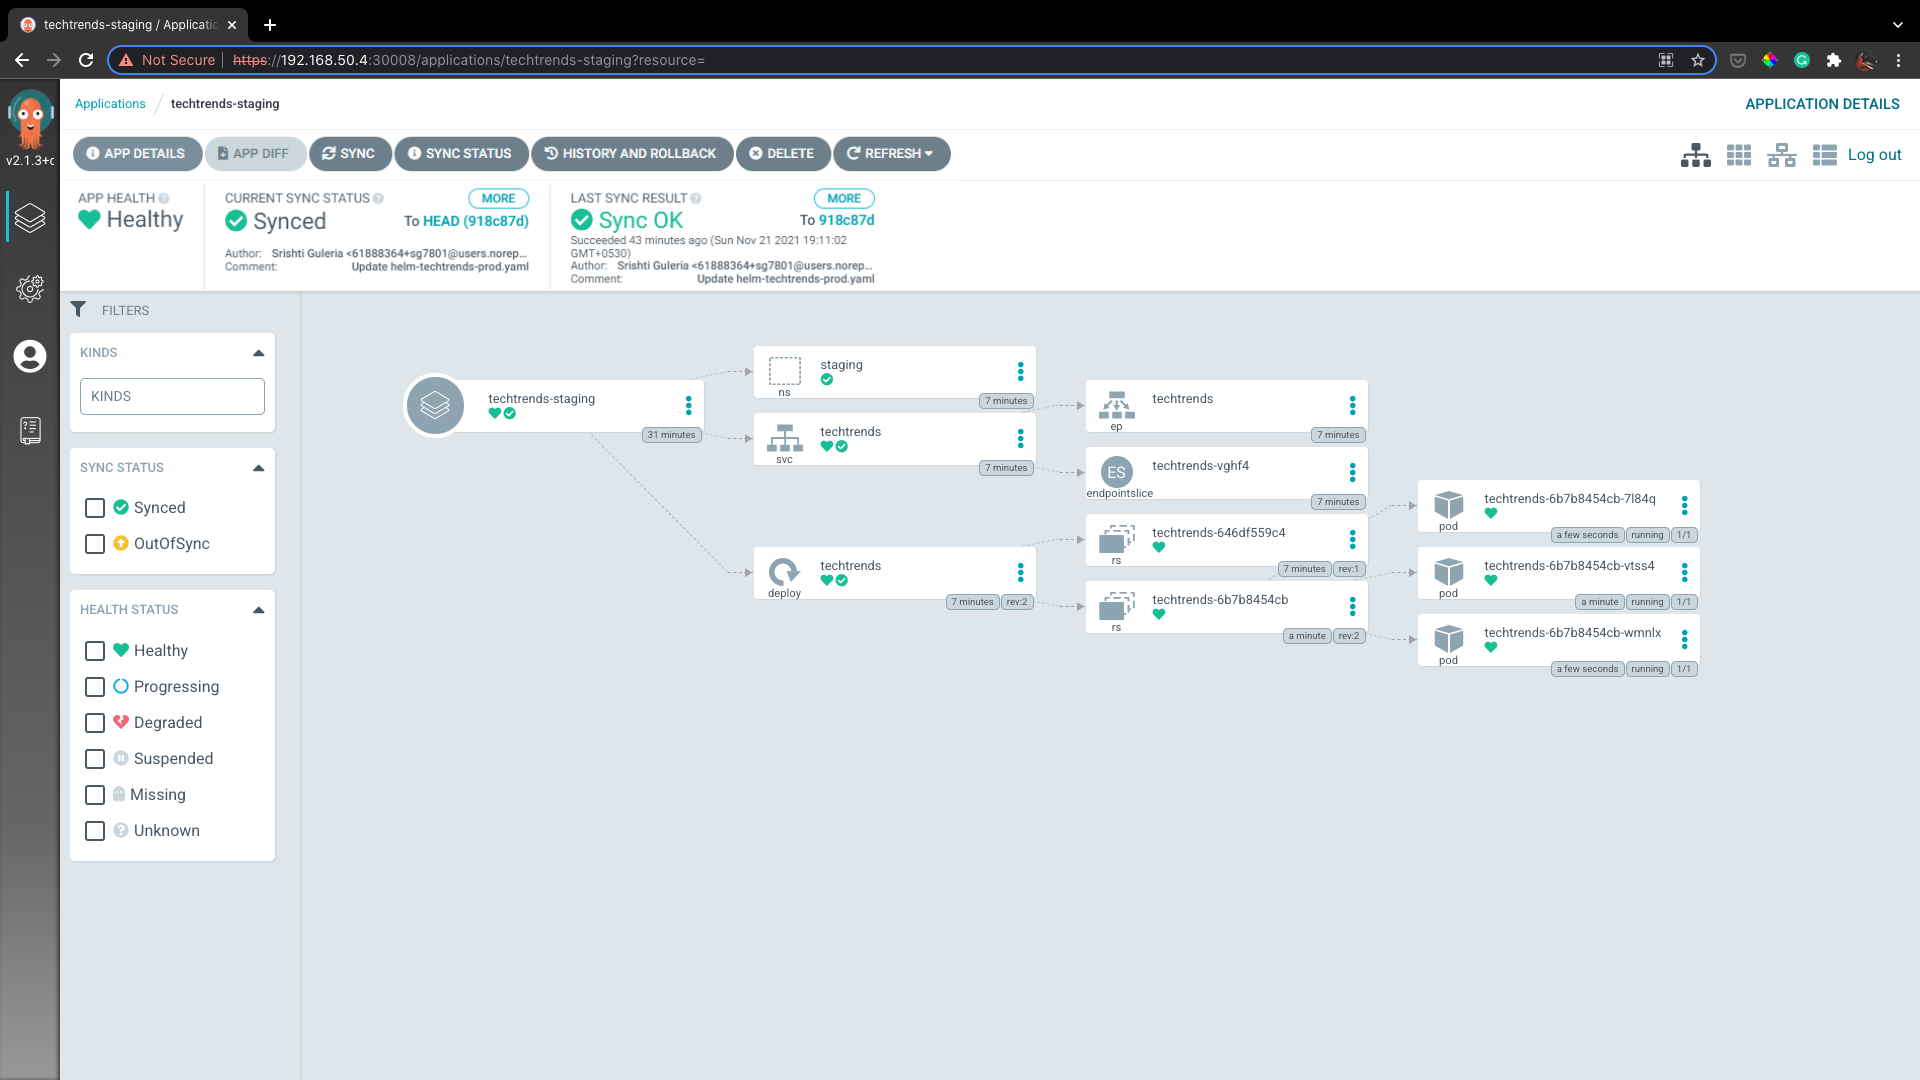 techtrends-staging / Applicatio
Not Secure https://192.168.50.4:30008/applications/techtrends-staging?resource=
v2.1.3+
Applications / techtrends-staging
APPLICATION DETAILS
APP DETAILS APP DIFF SYNC SYNC STATUS HISTORY AND ROLLBACK DELETE REFRESH
Log out
APP HEALTH
Healthy
CURRENT SYNC STATUS MORE
Synced To HEAD (918c87d)
Author: Srishti Guleria <61888364+sg7801@users.norep...
Comment: Update helm-techtrends-prod.yaml
LAST SYNC RESULT MORE
Sync OK To 918c87d
Succeeded 43 minutes ago (Sun Nov 21 2021 19:11:02
GMT+0530)
Author: Srishti Guleria <61888364+sg7801@users.norep...
Comment: Update helm-techtrends-prod.yaml
FILTERS
KINDS
KINDS
SYNC STATUS
Synced
OutOfSync
HEALTH STATUS
Healthy
Progressing
Degraded
Suspended
Missing
Unknown
techtrends-staging
31 minutes
staging
ns
7 minutes
techtrends
svc
7 minutes
techtrends
deploy
7 minutes rev:2
techtrends
ep
7 minutes
ES
techtrends-vghf4
endpointslice
7 minutes
techtrends-646df559c4
rs
7 minutes rev:1
techtrends-6b7b8454cb
rs
a minute rev:2
techtrends-6b7b8454cb-7l84q
pod
a few seconds running 1/1
techtrends-6b7b8454cb-vtss4
pod
a minute running 1/1
techtrends-6b7b8454cb-wmnlx
pod
a few seconds running 1/1